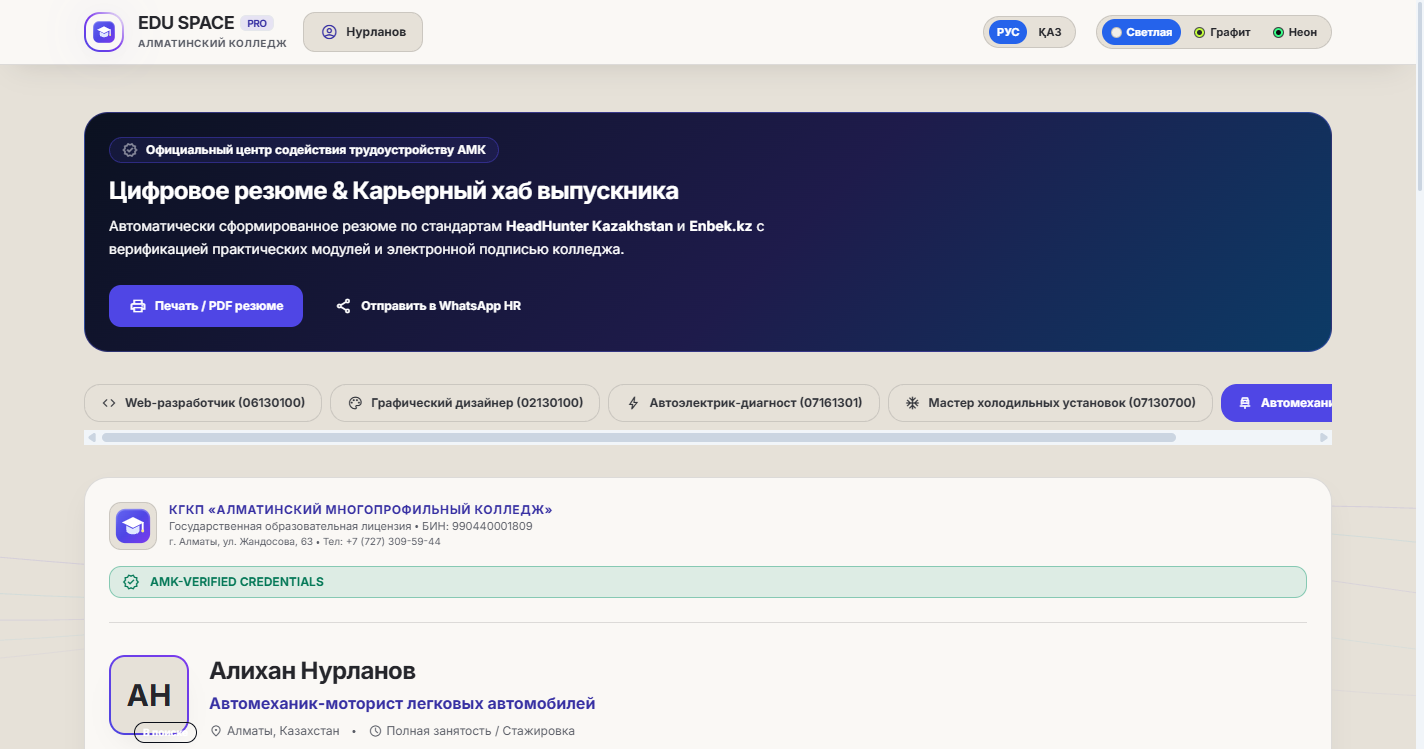 EDU SPACE PRO
АЛМАТИНСКИЙ КОЛЛЕДЖ
Нурланов
РУС ҚАЗ
Светлая Графит Неон
Официальный центр содействия трудоустройству АМК
Цифровое резюме & Карьерный хаб выпускника
Автоматически сформированное резюме по стандартам HeadHunter Kazakhstan и Enbek.kz с
верификацией практических модулей и электронной подписью колледжа.
Печать / PDF резюме
Отправить в WhatsApp HR
Web-разработчик (06130100)
Графический дизайнер (02130100)
Автоэлектрик-диагност (07161301)
Мастер холодильных установок (07130700)
КГКП «АЛМАТИНСКИЙ МНОГОПРОФИЛЬНЫЙ КОЛЛЕДЖ»
Государственная образовательная лицензия • БИН: 990440001809
г. Алматы, ул. Жандосова, 63 • Тел: +7 (727) 309-59-44
AMK-VERIFIED CREDENTIALS
АН
Алихан Нурланов
Автомеханик-моторист легковых автомобилей
Алматы, Казахстан • Полная занятость / Стажировка